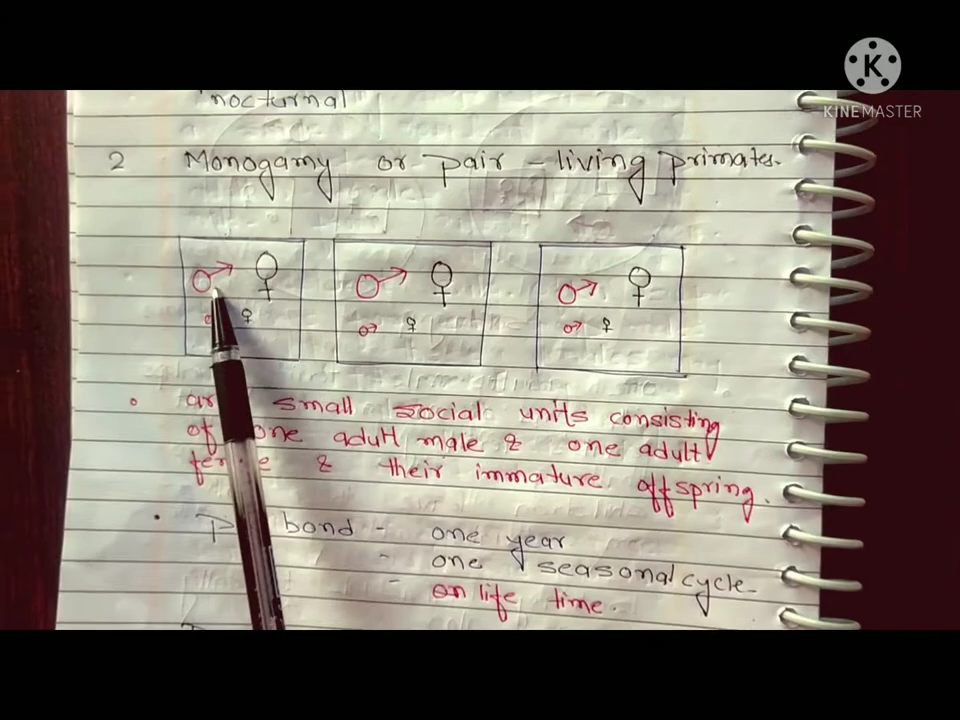 nocturnal
KINEMASTER
2 Monogamy or pair - living primates.
are small social units consisting
of one adult male & one adult
& their immature offspring.
bond - one year
- one seasonal cycle
- on life time.